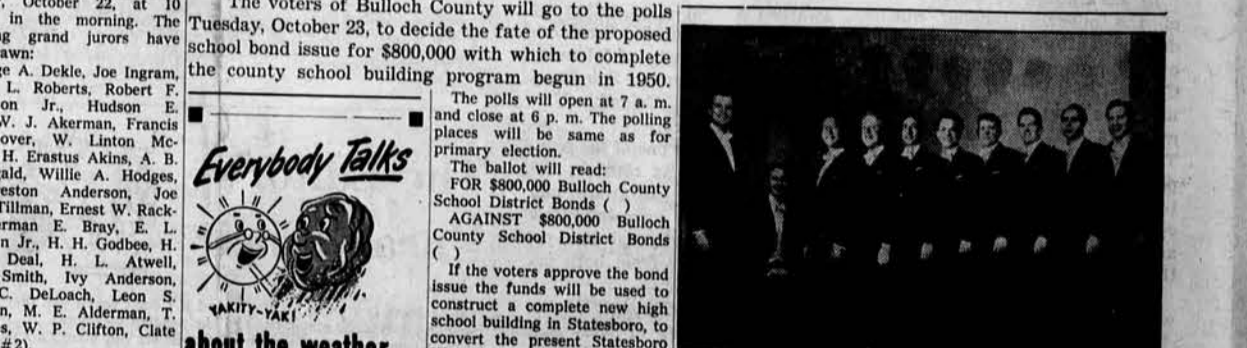 October 22, at 10
in the morning. The
grand jurors have
A. Dekle, Joe Ingram,
L. Roberts, Robert F.
Jr., Hudson E.
W. J. Akerman, Francis
W. Linton Mc-
H. Erastus Akins, A. B.
Willie A. Hodges,
Anderson, Joe
Tillman, Ernest W. Rack-
E. Bray, E. L.
Jr., H. H. Godbee, H.
Deal, H. L. Atwell,
Smith, Ivy Anderson,
C. DeLoach, Leon S.
M. E. Alderman, T.
W. P. Clifton, Clate
#2)
The voters of Bulloch County will go to the polls
Tuesday, October 23, to decide the fate of the proposed
school bond issue for $800,000 with which to complete
the county school building program begun in 1950.
Everybody Talks
YAKITY-YAK!
about the weather
The polls will open at 7 a. m.
and close at 6 p. m. The polling
places will be same as for
primary election.
The ballot will read:
FOR $800,000 Bulloch County
School District Bonds ( )
AGAINST $800,000 Bulloch
County School District Bonds
( )
If the voters approve the bond
issue the funds will be used to
construct a complete new high
school building in Statesboro, to
convert the present Statesboro